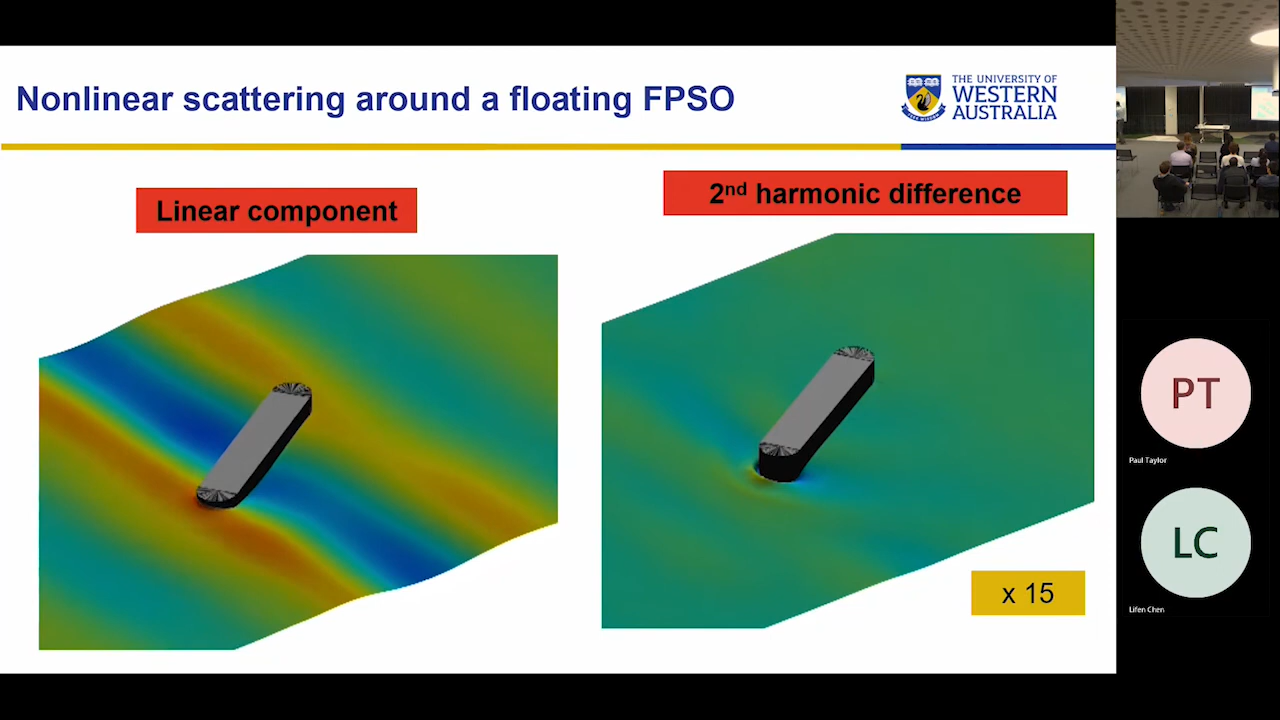 Nonlinear scattering around a floating FPSO
THE UNIVERSITY OF
WESTERN
AUSTRALIA
Linear component
2nd harmonic difference
x 15
PT
Paul Taylor
LC
Lifen Chen